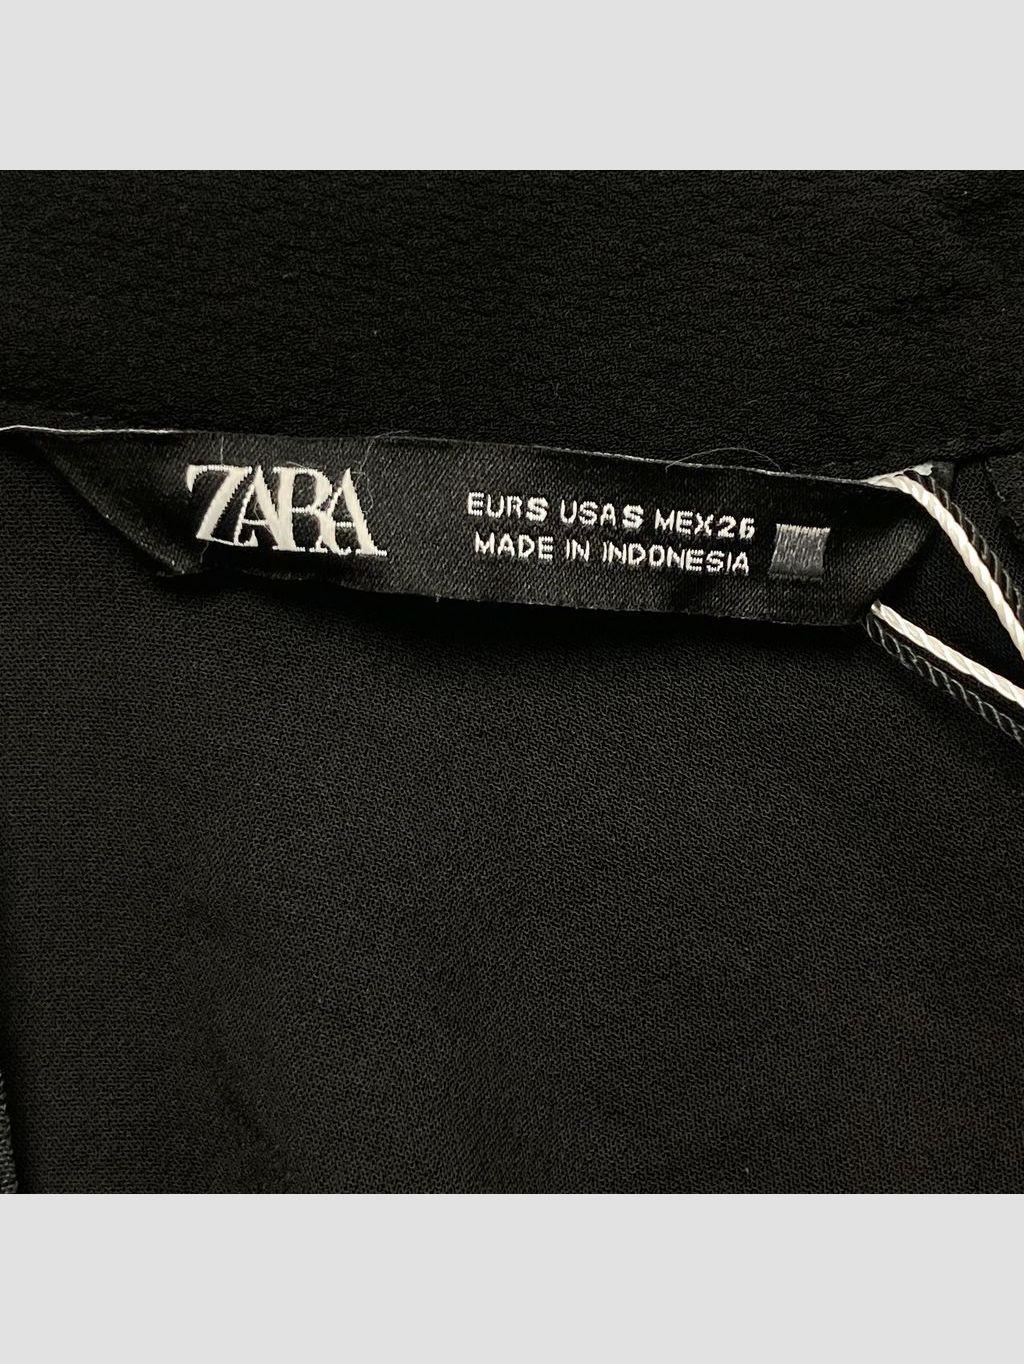 ZARA
EUR S USA S MEX 26
MADE IN INDONESIA